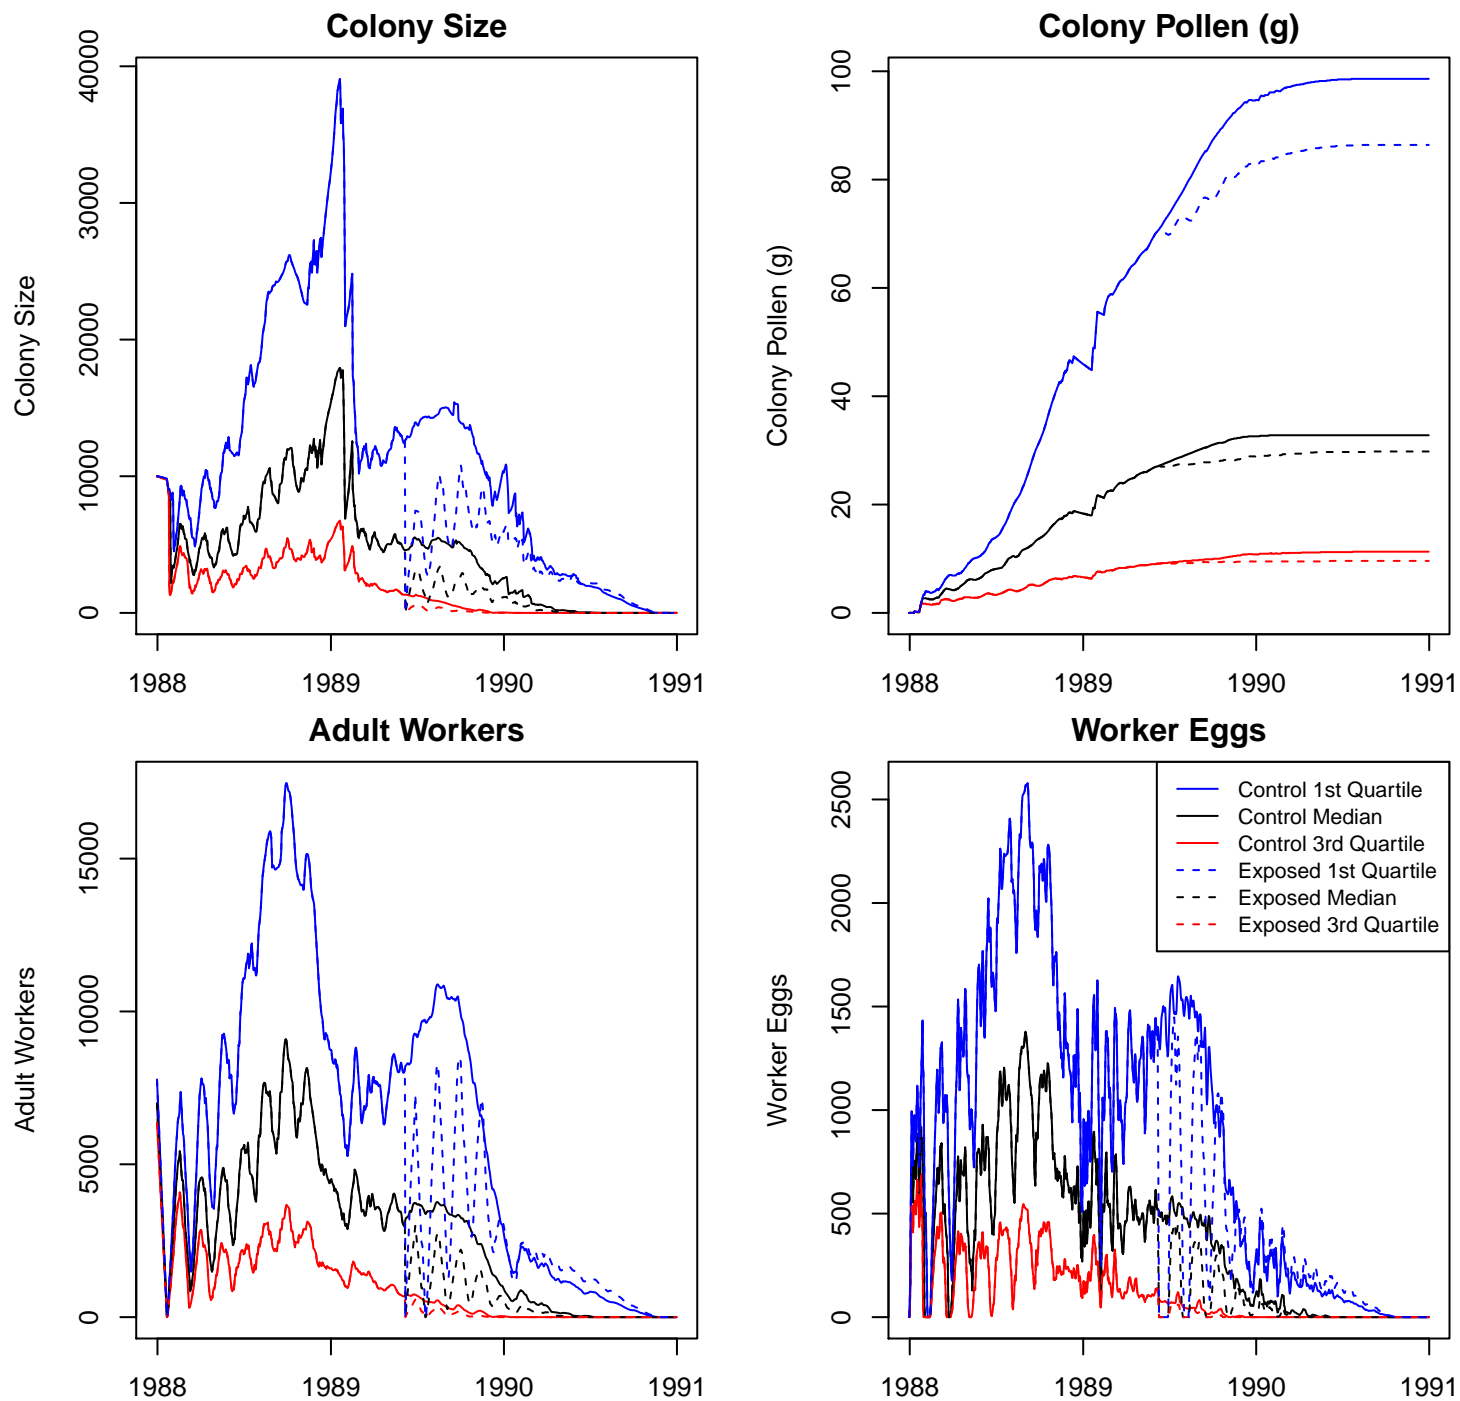 Colony Size
Colony Size
0
10000
20000
30000
40000
1988
1989
1990
1991
Colony Pollen (g)
Colony Pollen (g)
0
20
40
60
80
100
1988
1989
1990
1991
Adult Workers
Adult Workers
0
5000
10000
15000
1988
1989
1990
1991
Worker Eggs
Worker Eggs
0
500
1000
1500
2000
2500
1988
1989
1990
1991
Control 1st Quartile
Control Median
Control 3rd Quartile
Exposed 1st Quartile
Exposed Median
Exposed 3rd Quartile